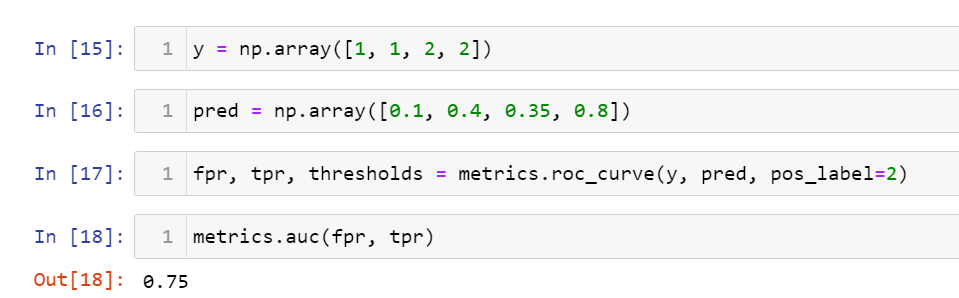 In [15]: 1 y = np.array([1, 1, 2, 2])
In [16]: 1 pred = np.array([0.1, 0.4, 0.35, 0.8])
In [17]: 1 fpr, tpr, thresholds = metrics.roc_curve(y, pred, pos_label=2)
In [18]: 1 metrics.auc(fpr, tpr)
Out[18]: 0.75